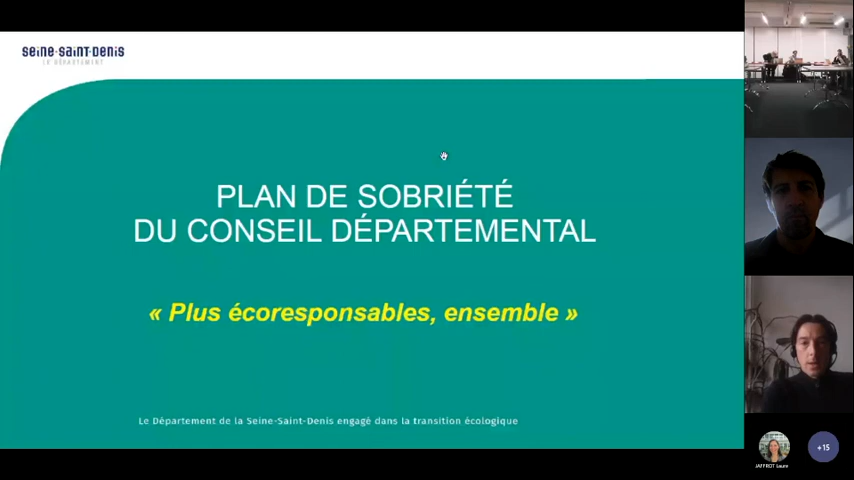 SEINE-SAINT-DENIS
LE DÉPARTEMENT
PLAN DE SOBRIÉTÉ
DU CONSEIL DÉPARTEMENTAL
« Plus écoresponsables, ensemble »
Le Département de la Seine-Saint-Denis engagé dans la transition écologique
JAFFROT Laure
+15